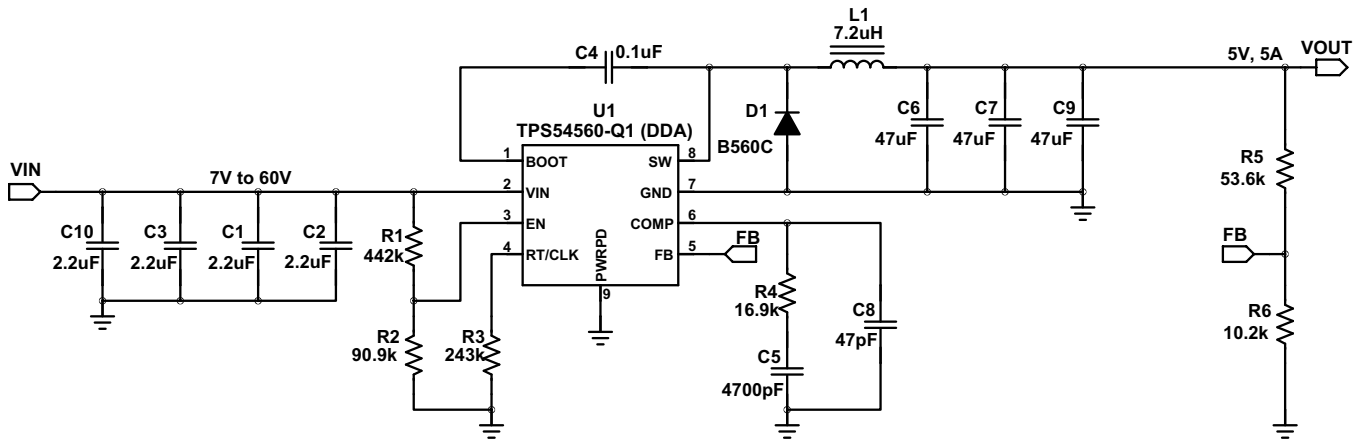 L1
7.2uH
C4
0.1uF
5V, 5A
VOUT
U1
TPS54560-Q1 (DDA)
D1
B560C
C6
47uF
C7
47uF
C9
47uF
1
BOOT
SW
8
VIN
7V to 60V
2
VIN
GND
7
3
EN
COMP
6
4
RT/CLK
FB
5
PWRPD
9
FB
R5
53.6k
C10
2.2uF
C3
2.2uF
C1
2.2uF
C2
2.2uF
R1
442k
R2
90.9k
R3
243k
R4
16.9k
C8
47pF
C5
4700pF
FB
R6
10.2k